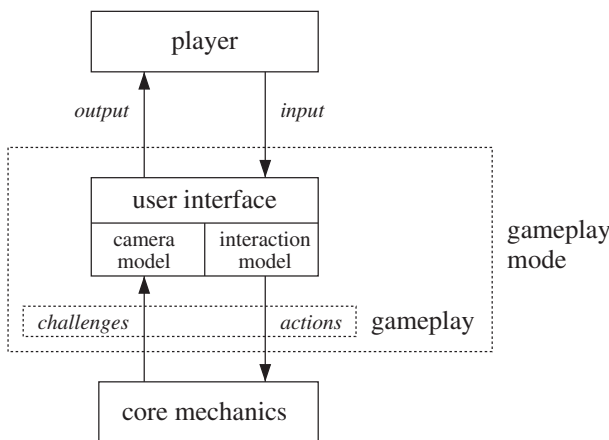 player
output
input
user interface
camera
model
interaction
model
gameplay
mode
challenges
actions
gameplay
core mechanics